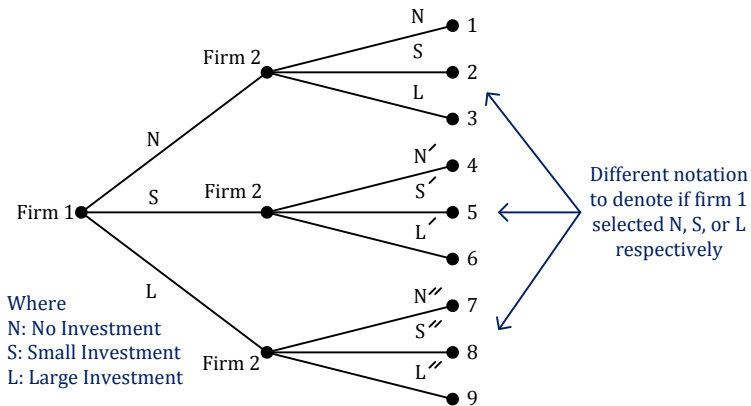 N
1
Firm 2
S
2
L
3
N
N′
4
Different notation
to denote if firm 1
selected N, S, or L
respectively
S′
Firm 1
S
Firm 2
5
L′
6
L
Where
N: No Investment
S: Small Investment
L: Large Investment
N″
7
S″
Firm 2
8
L″
9